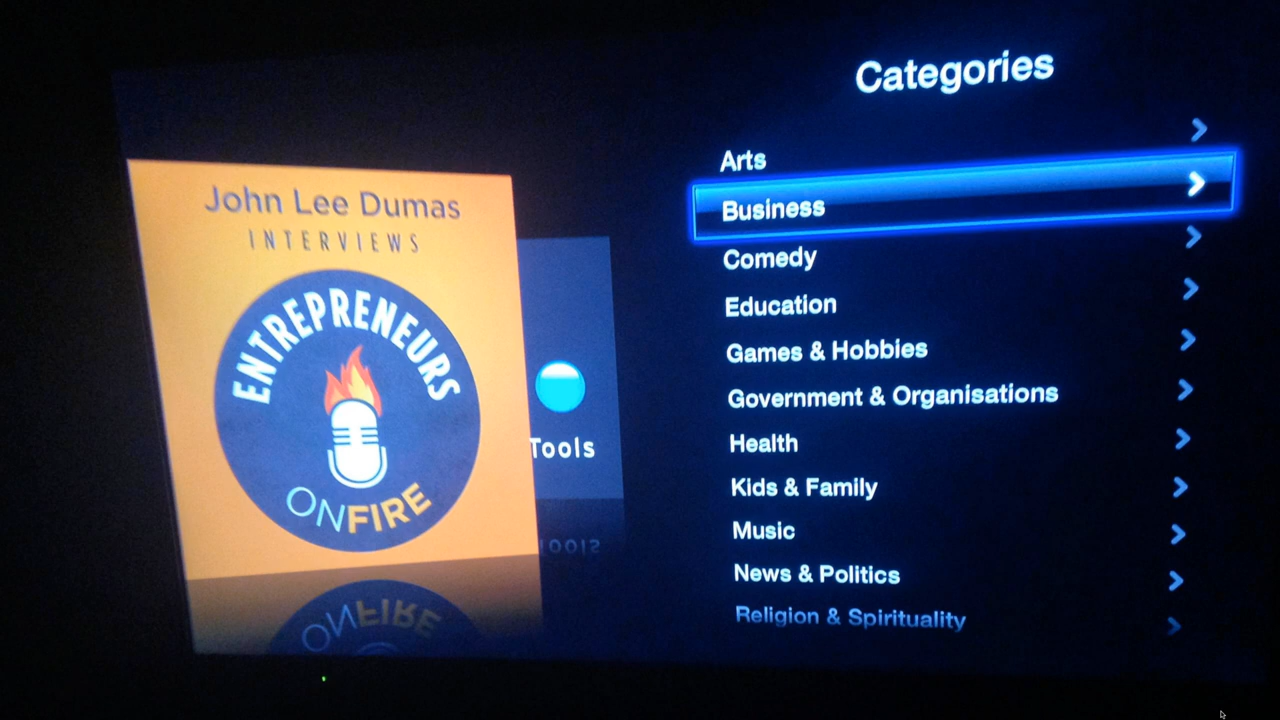 Categories
John Lee Dumas
INTERVIEWS
ENTREPRENEURS
ONFIRE
Tools
Arts
Business
Comedy
Education
Games & Hobbies
Government & Organisations
Health
Kids & Family
Music
News & Politics
Religion & Spirituality